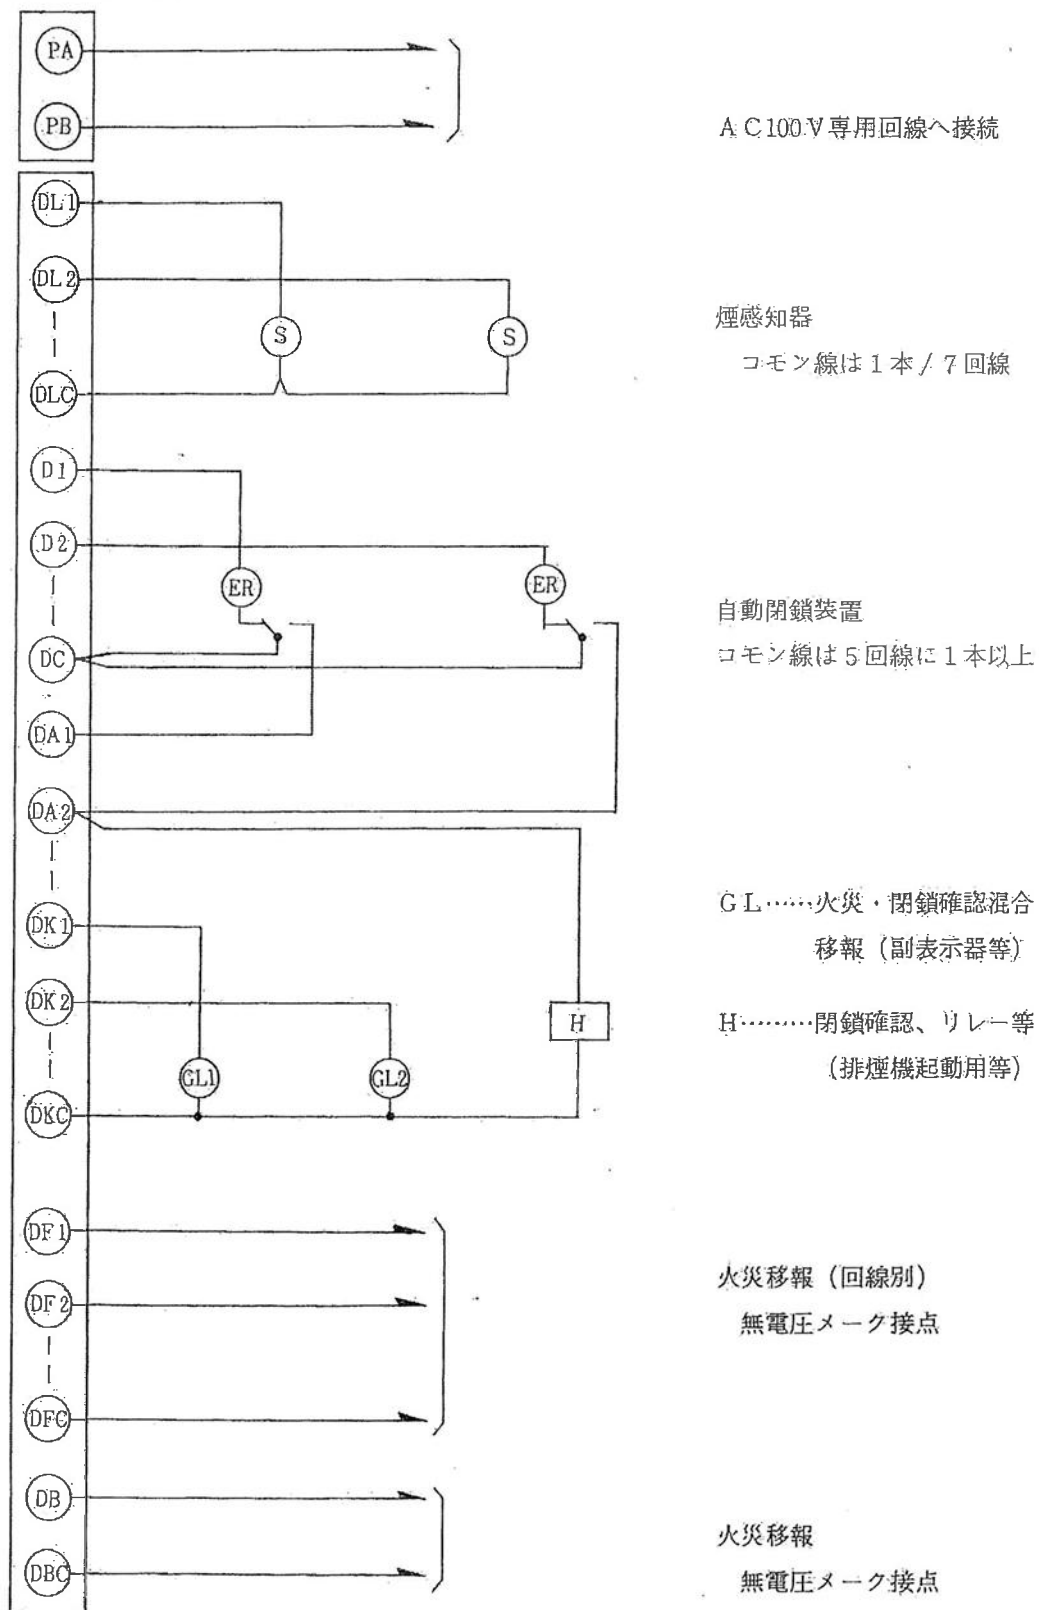 PA
PB
AC100V専用回線へ接続
DL1
DL2
S
S
煙感知器
コモン線は1本/7回線
DLC
D1
D2
ER
ER
自動閉鎖装置
コモン線は5回線に1本以上
DC
DA1
DA2
GL……火災・閉鎖確認混合
移報（副表示器等）
DK1
DK2
H
H………閉鎖確認、リレー等
（排煙機起動用等）
GL1
GL2
DKC
DF1
DF2
火災移報（回線別）
無電圧メーク接点
DFC
DB
火災移報
無電圧メーク接点
DBC